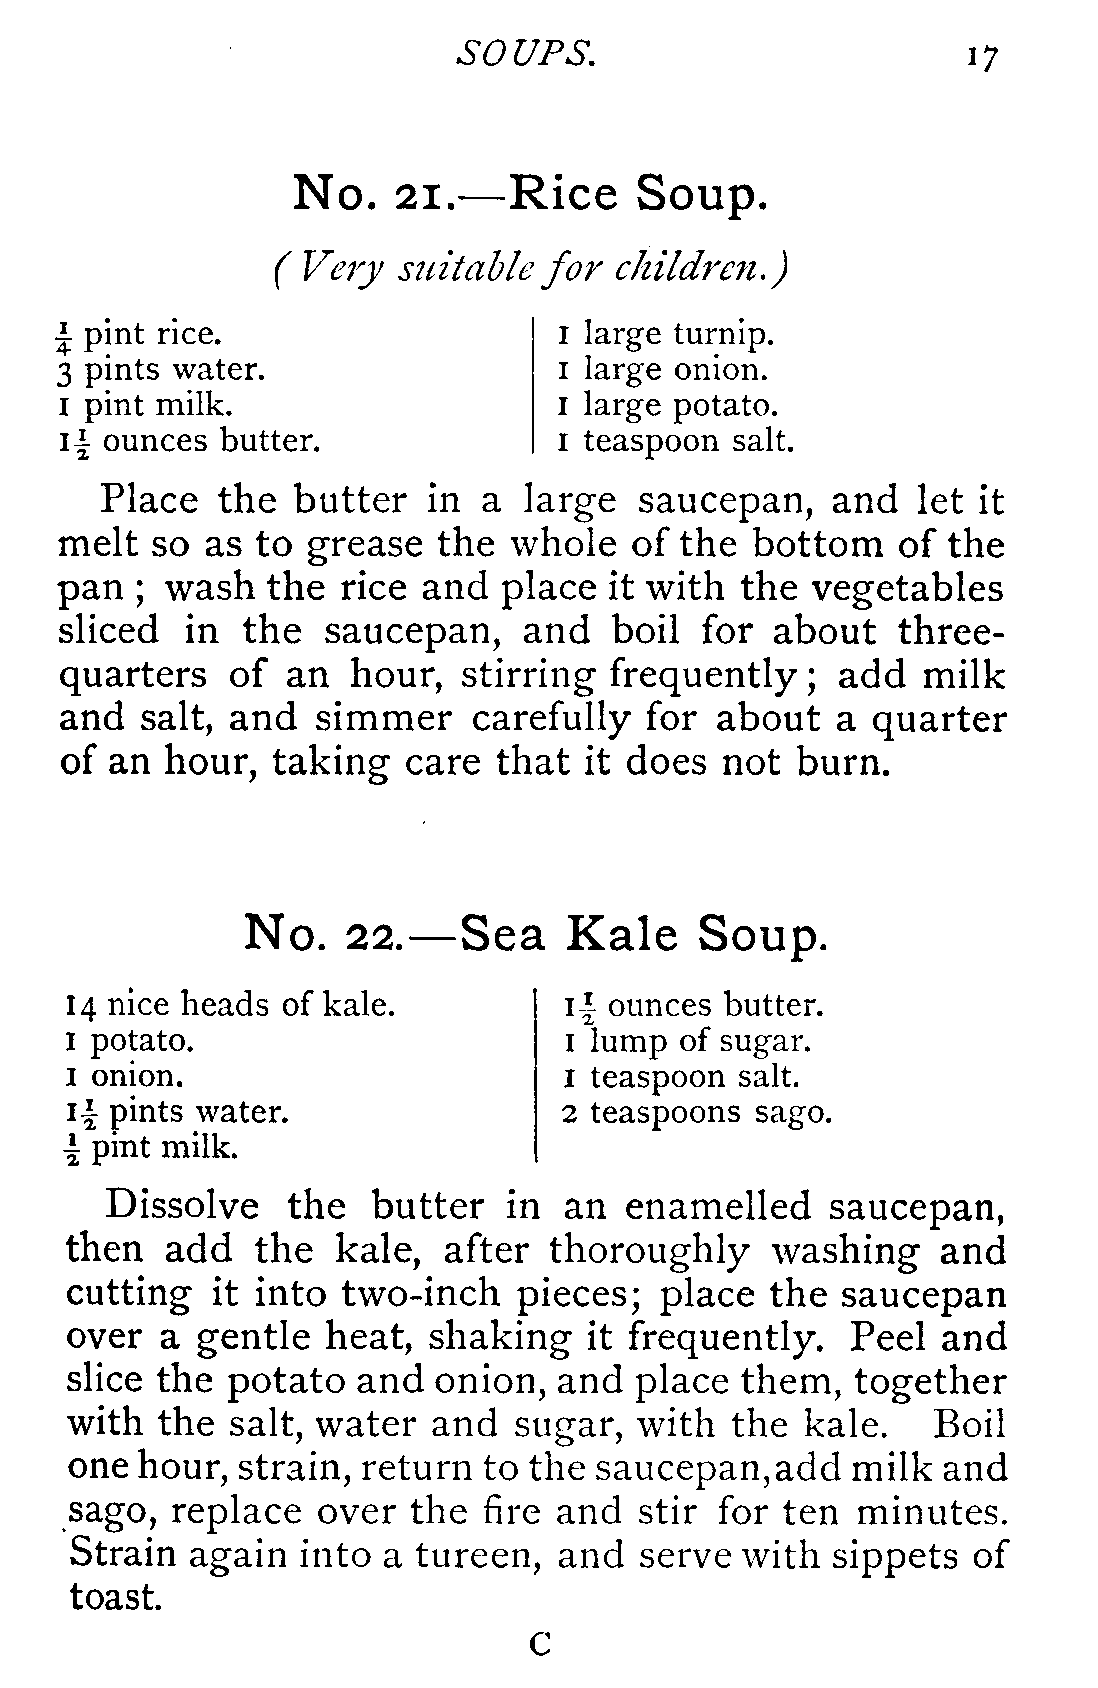 SOUPS. 17
No. 21.—Rice Soup.
(Very suitable for children.)
¼ pint rice.
3 pints water.
1 pint milk.
1½ ounces butter.
1 large turnip.
1 large onion.
1 large potato.
1 teaspoon salt.
Place the butter in a large saucepan, and let it
melt so as to grease the whole of the bottom of the
pan ; wash the rice and place it with the vegetables
sliced in the saucepan, and boil for about three-
quarters of an hour, stirring frequently ; add milk
and salt, and simmer carefully for about a quarter
of an hour, taking care that it does not burn.
No. 22.—Sea Kale Soup.
14 nice heads of kale.
1 potato.
1 onion.
1½ pints water.
½ pint milk.
1½ ounces butter.
1 lump of sugar.
1 teaspoon salt.
2 teaspoons sago.
Dissolve the butter in an enamelled saucepan,
then add the kale, after thoroughly washing and
cutting it into two-inch pieces; place the saucepan
over a gentle heat, shaking it frequently. Peel and
slice the potato and onion, and place them, together
with the salt, water and sugar, with the kale. Boil
one hour, strain, return to the saucepan, add milk and
sago, replace over the fire and stir for ten minutes.
Strain again into a tureen, and serve with sippets of
toast.
C